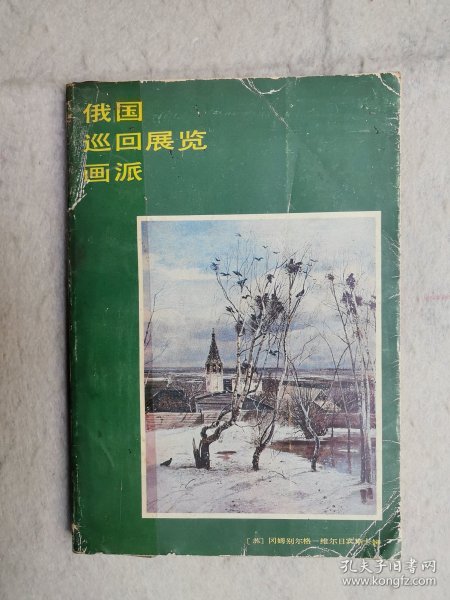 俄国
巡回展览
画派
[苏] 冈姆别尔格—维尔日宾斯卡娅
孔夫子旧书网
www.kongfz.com